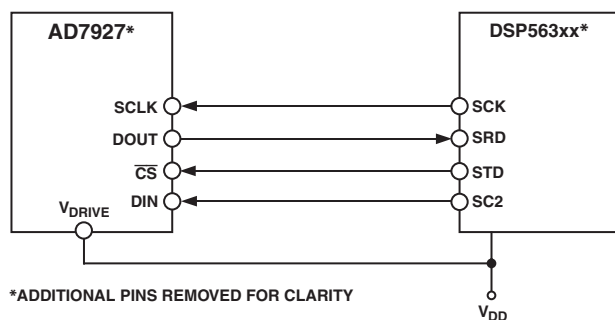 AD7927*
DSP563xx*
SCLK
SCK
DOUT
SRD
CS
STD
DIN
SC2
VDRIVE
*ADDITIONAL PINS REMOVED FOR CLARITY
VDD